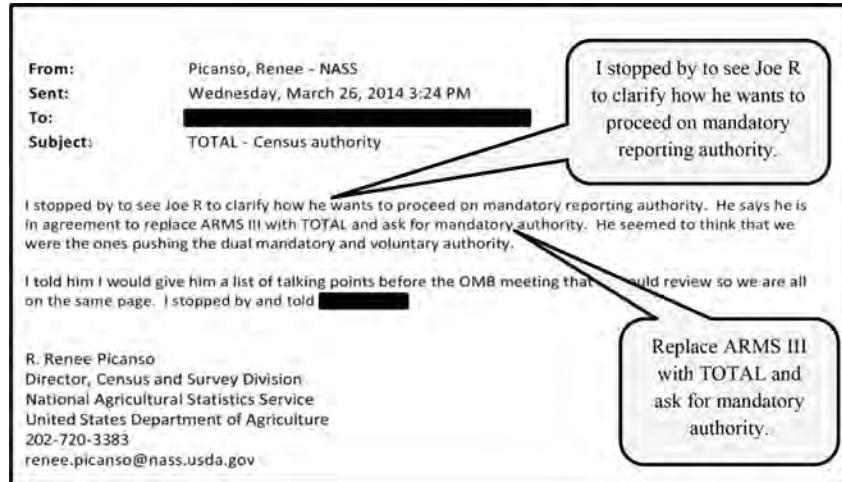 From: Picanso, Renee - NASS
Sent: Wednesday, March 26, 2014 3:24 PM
To:
Subject: TOTAL - Census authority
I stopped by to see Joe R
to clarify how he wants to
proceed on mandatory
reporting authority.
I stopped by to see Joe R to clarify how he wants to proceed on mandatory reporting authority. He says he is
in agreement to replace ARMS III with TOTAL and ask for mandatory authority. He seemed to think that we
were the ones pushing the dual mandatory and voluntary authority.
I told him I would give him a list of talking points before the OMB meeting that review so we are all
on the same page. I stopped by and told
Replace ARMS III
with TOTAL and
ask for mandatory
authority.
R. Renee Picanso
Director, Census and Survey Division
National Agricultural Statistics Service
United States Department of Agriculture
202-720-3383
renee.picanso@nass.usda.gov